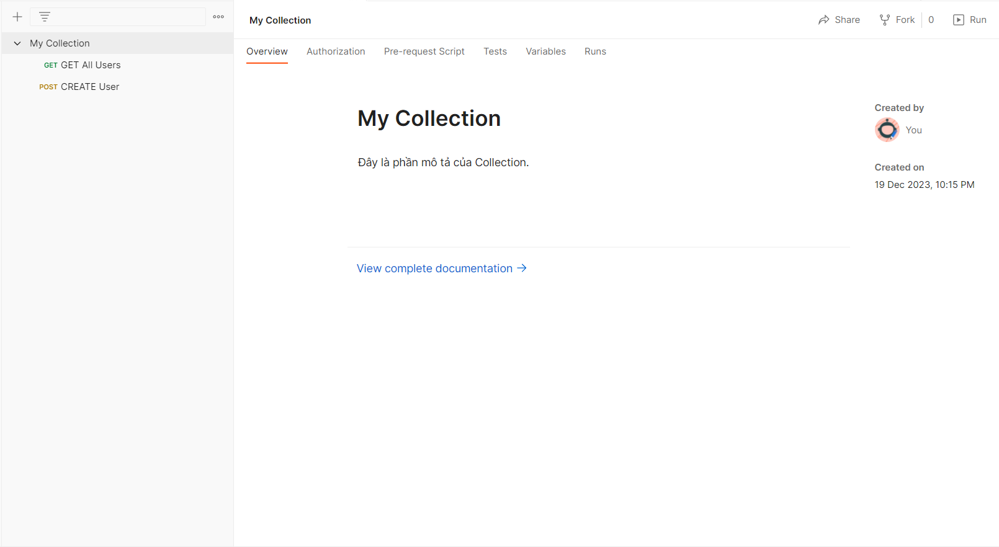 My Collection
GET GET All Users
POST CREATE User
My Collection
Share
Fork
0
Run
Overview
Authorization
Pre-request Script
Tests
Variables
Runs
My Collection
Đây là phần mô tả của Collection.
View complete documentation →
Created by
You
Created on
19 Dec 2023, 10:15 PM